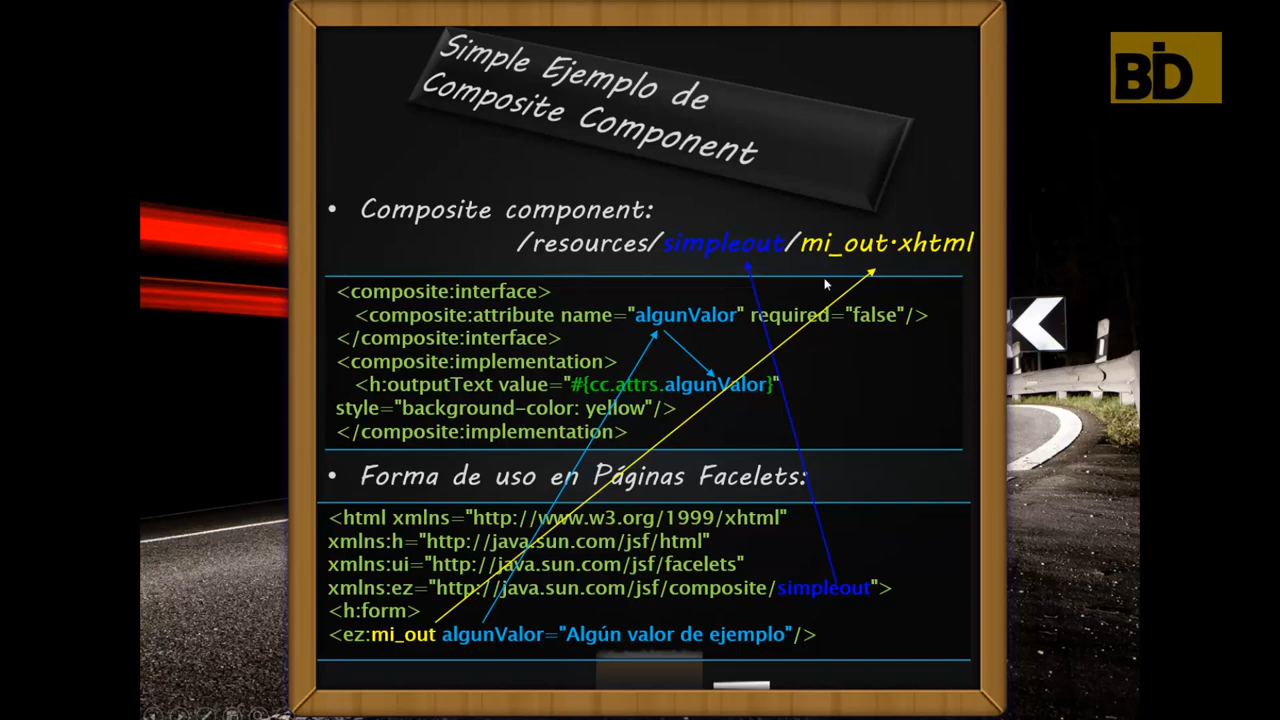 BID
Simple Ejemplo de
Composite Component
• Composite component:
/resources/simpleout/mi_out.xhtml
<composite:interface>
<composite:attribute name="algunValor" required="false"/>
</composite:interface>
<composite:implementation>
<h:outputText value="#{cc.attrs.algunValor}"
style="background-color: yellow"/>
</composite:implementation>
• Forma de uso en Páginas Facelets:
<html xmlns="http://www.w3.org/1999/xhtml"
xmlns:h="http://java.sun.com/jsf/html"
xmlns:ui="http://java.sun.com/jsf/facelets"
xmlns:ez="http://java.sun.com/jsf/composite/simpleout">
<h:form>
<ez:mi_out algunValor="Algún valor de ejemplo"/>